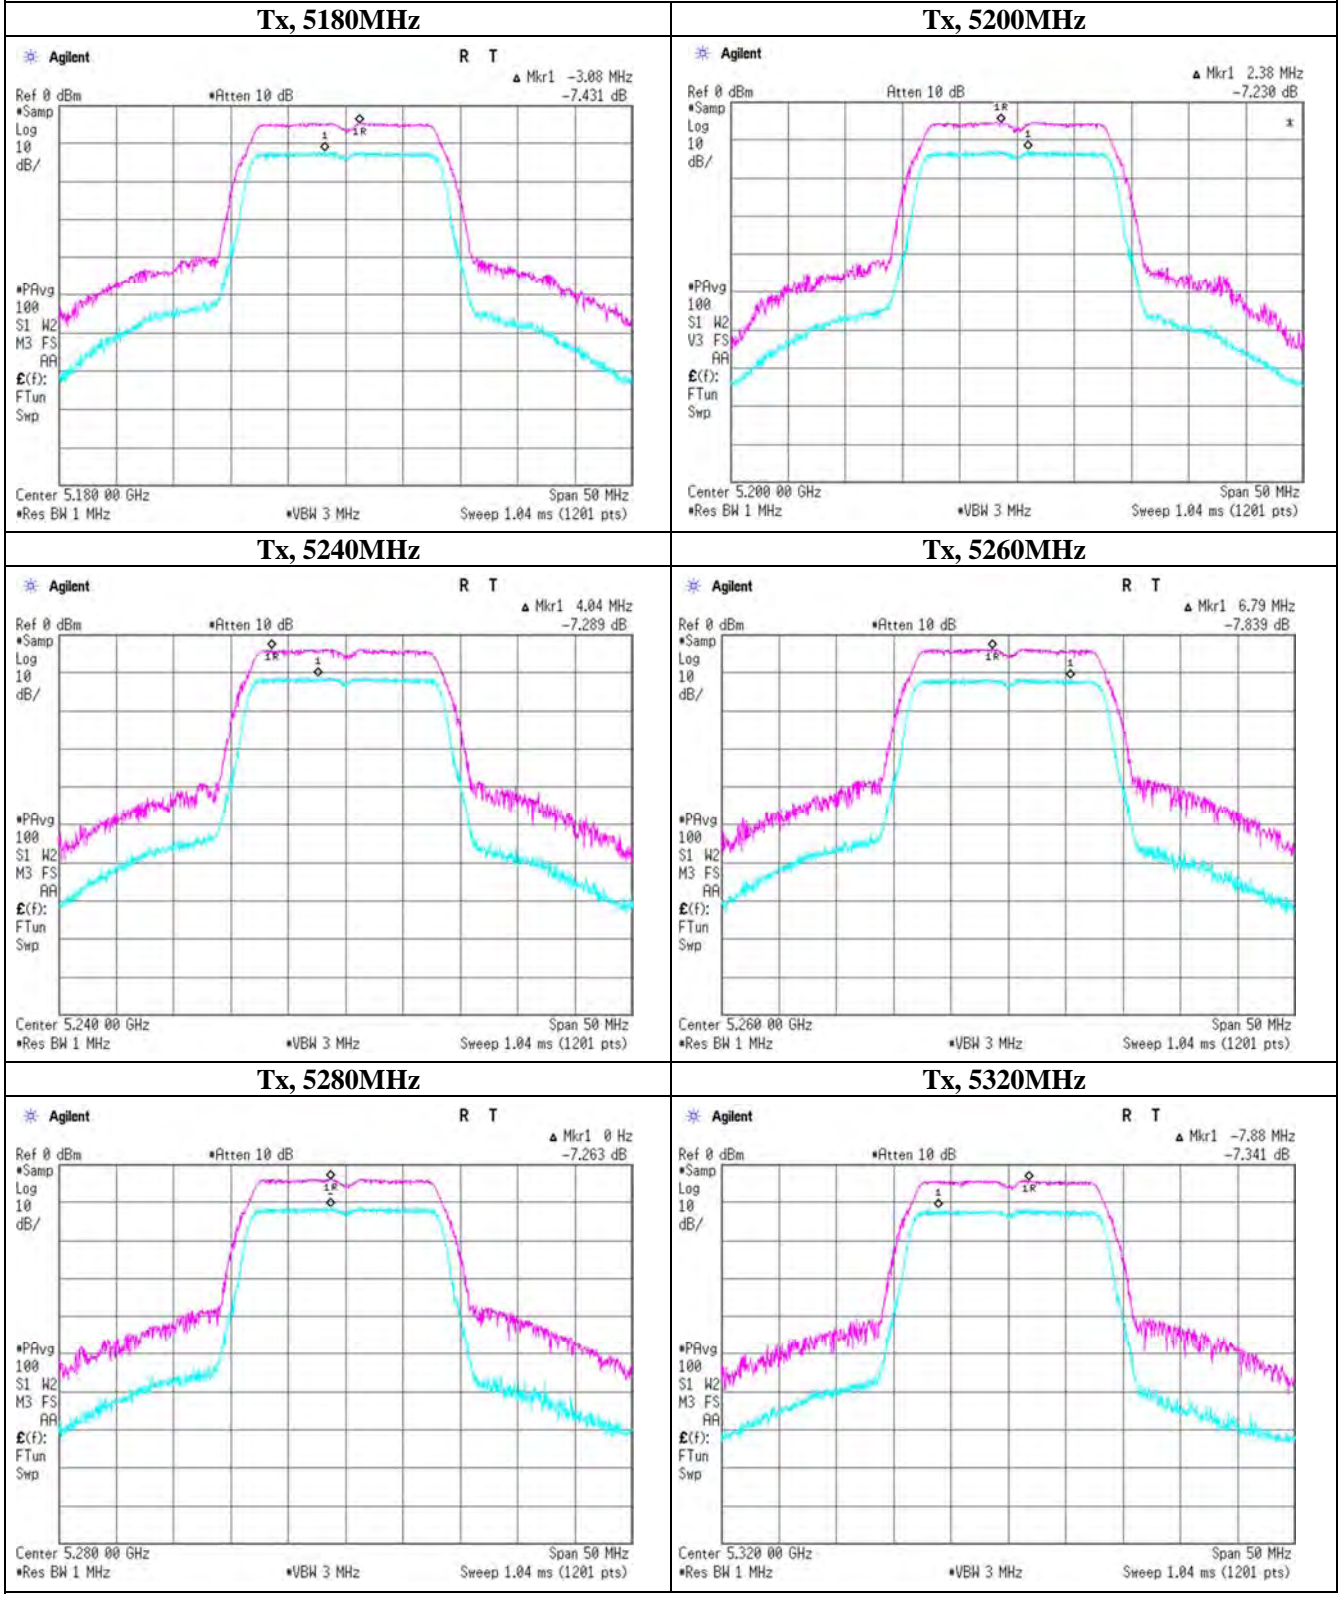 Tx, 5180MHz
Agilent
R T
Δ Mkr1 -3.08 MHz
Ref 0 dBm
*Atten 10 dB
-7.431 dB
*Samp
Log
10
dB/
1
1R
*PAvg
100
S1 W2
M3 FS
AA
£(f):
FTun
Swp
Center 5.180 00 GHz
Span 50 MHz
*Res BW 1 MHz
*VBW 3 MHz
Sweep 1.04 ms (1201 pts)
Tx, 5200MHz
Agilent
R T
Δ Mkr1 2.38 MHz
Ref 0 dBm
Atten 10 dB
-7.230 dB
*Samp
Log
10
dB/
1R
1
*
*PAvg
100
S1 W2
V3 FS
AA
£(f):
FTun
Swp
Center 5.200 00 GHz
Span 50 MHz
*Res BW 1 MHz
*VBW 3 MHz
Sweep 1.04 ms (1201 pts)
Tx, 5240MHz
Agilent
R T
Δ Mkr1 4.04 MHz
Ref 0 dBm
*Atten 10 dB
-7.289 dB
*Samp
Log
10
dB/
1R
1
*PAvg
100
S1 W2
M3 FS
AA
£(f):
FTun
Swp
Center 5.240 00 GHz
Span 50 MHz
*Res BW 1 MHz
*VBW 3 MHz
Sweep 1.04 ms (1201 pts)
Tx, 5260MHz
Agilent
R T
Δ Mkr1 6.79 MHz
Ref 0 dBm
*Atten 10 dB
-7.839 dB
*Samp
Log
10
dB/
1R
1
*PAvg
100
S1 W2
M3 FS
AA
£(f):
FTun
Swp
Center 5.260 00 GHz
Span 50 MHz
*Res BW 1 MHz
*VBW 3 MHz
Sweep 1.04 ms (1201 pts)
Tx, 5280MHz
Agilent
R T
Δ Mkr1 0 Hz
Ref 0 dBm
*Atten 10 dB
-7.263 dB
*Samp
Log
10
dB/
1R
*PAvg
100
S1 W2
M3 FS
AA
£(f):
FTun
Swp
Center 5.280 00 GHz
Span 50 MHz
*Res BW 1 MHz
*VBW 3 MHz
Sweep 1.04 ms (1201 pts)
Tx, 5320MHz
Agilent
R T
Δ Mkr1 -7.88 MHz
Ref 0 dBm
*Atten 10 dB
-7.341 dB
*Samp
Log
10
dB/
1
1R
*PAvg
100
S1 W2
M3 FS
AA
£(f):
FTun
Swp
Center 5.320 00 GHz
Span 50 MHz
*Res BW 1 MHz
*VBW 3 MHz
Sweep 1.04 ms (1201 pts)